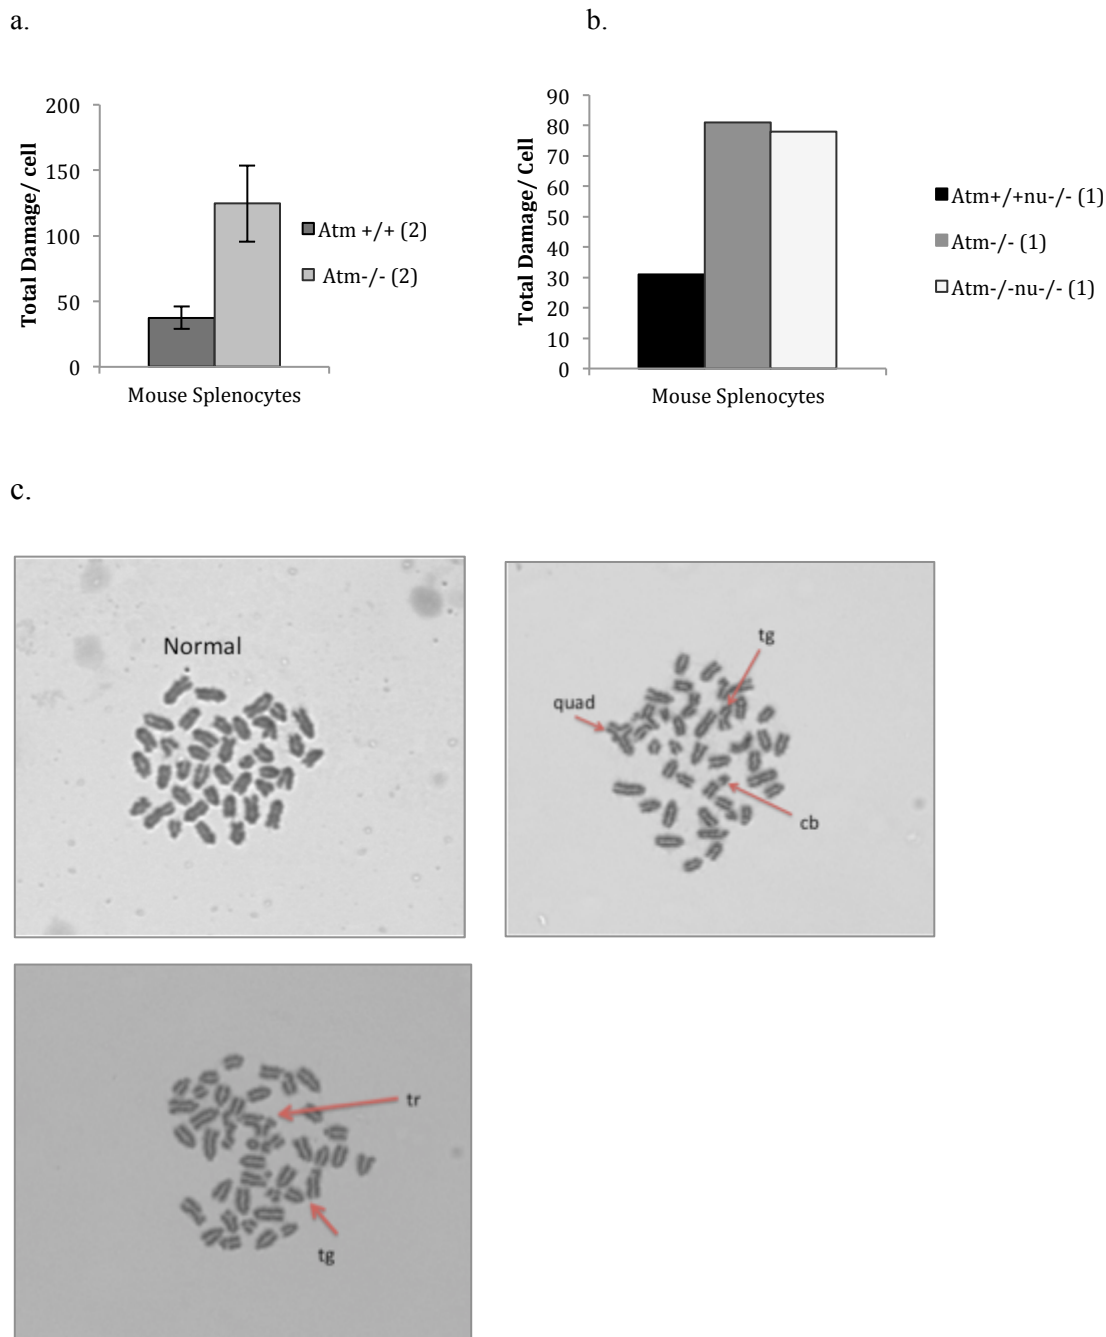 a.
b.
200
150
100
50
0
Total Damage/ cell
Mouse Splenocytes
Atm +/+ (2)
Atm-/- (2)
90
80
70
60
50
40
30
20
10
0
Total Damage/ Cell
Mouse Splenocytes
Atm+/+nu-/- (1)
Atm-/- (1)
Atm-/-nu-/- (1)
c.
Normal
tg
quad
cb
tr
tg